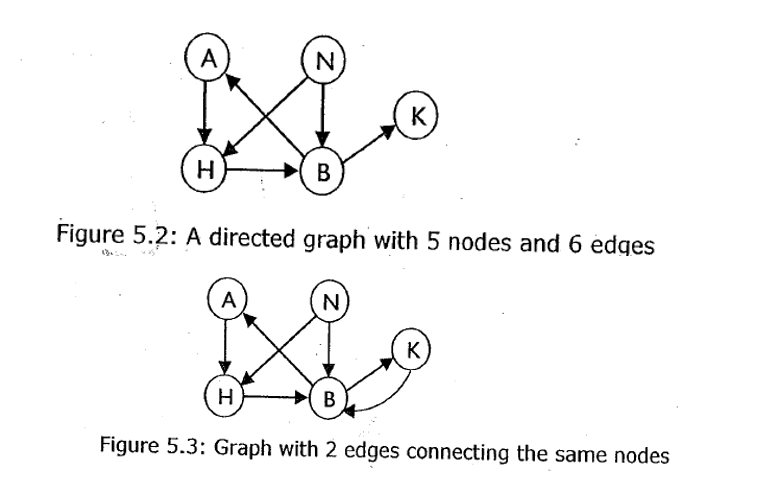 A N
K
H B
Figure 5.2: A directed graph with 5 nodes and 6 edges
A N
K
H B
Figure 5.3: Graph with 2 edges connecting the same nodes